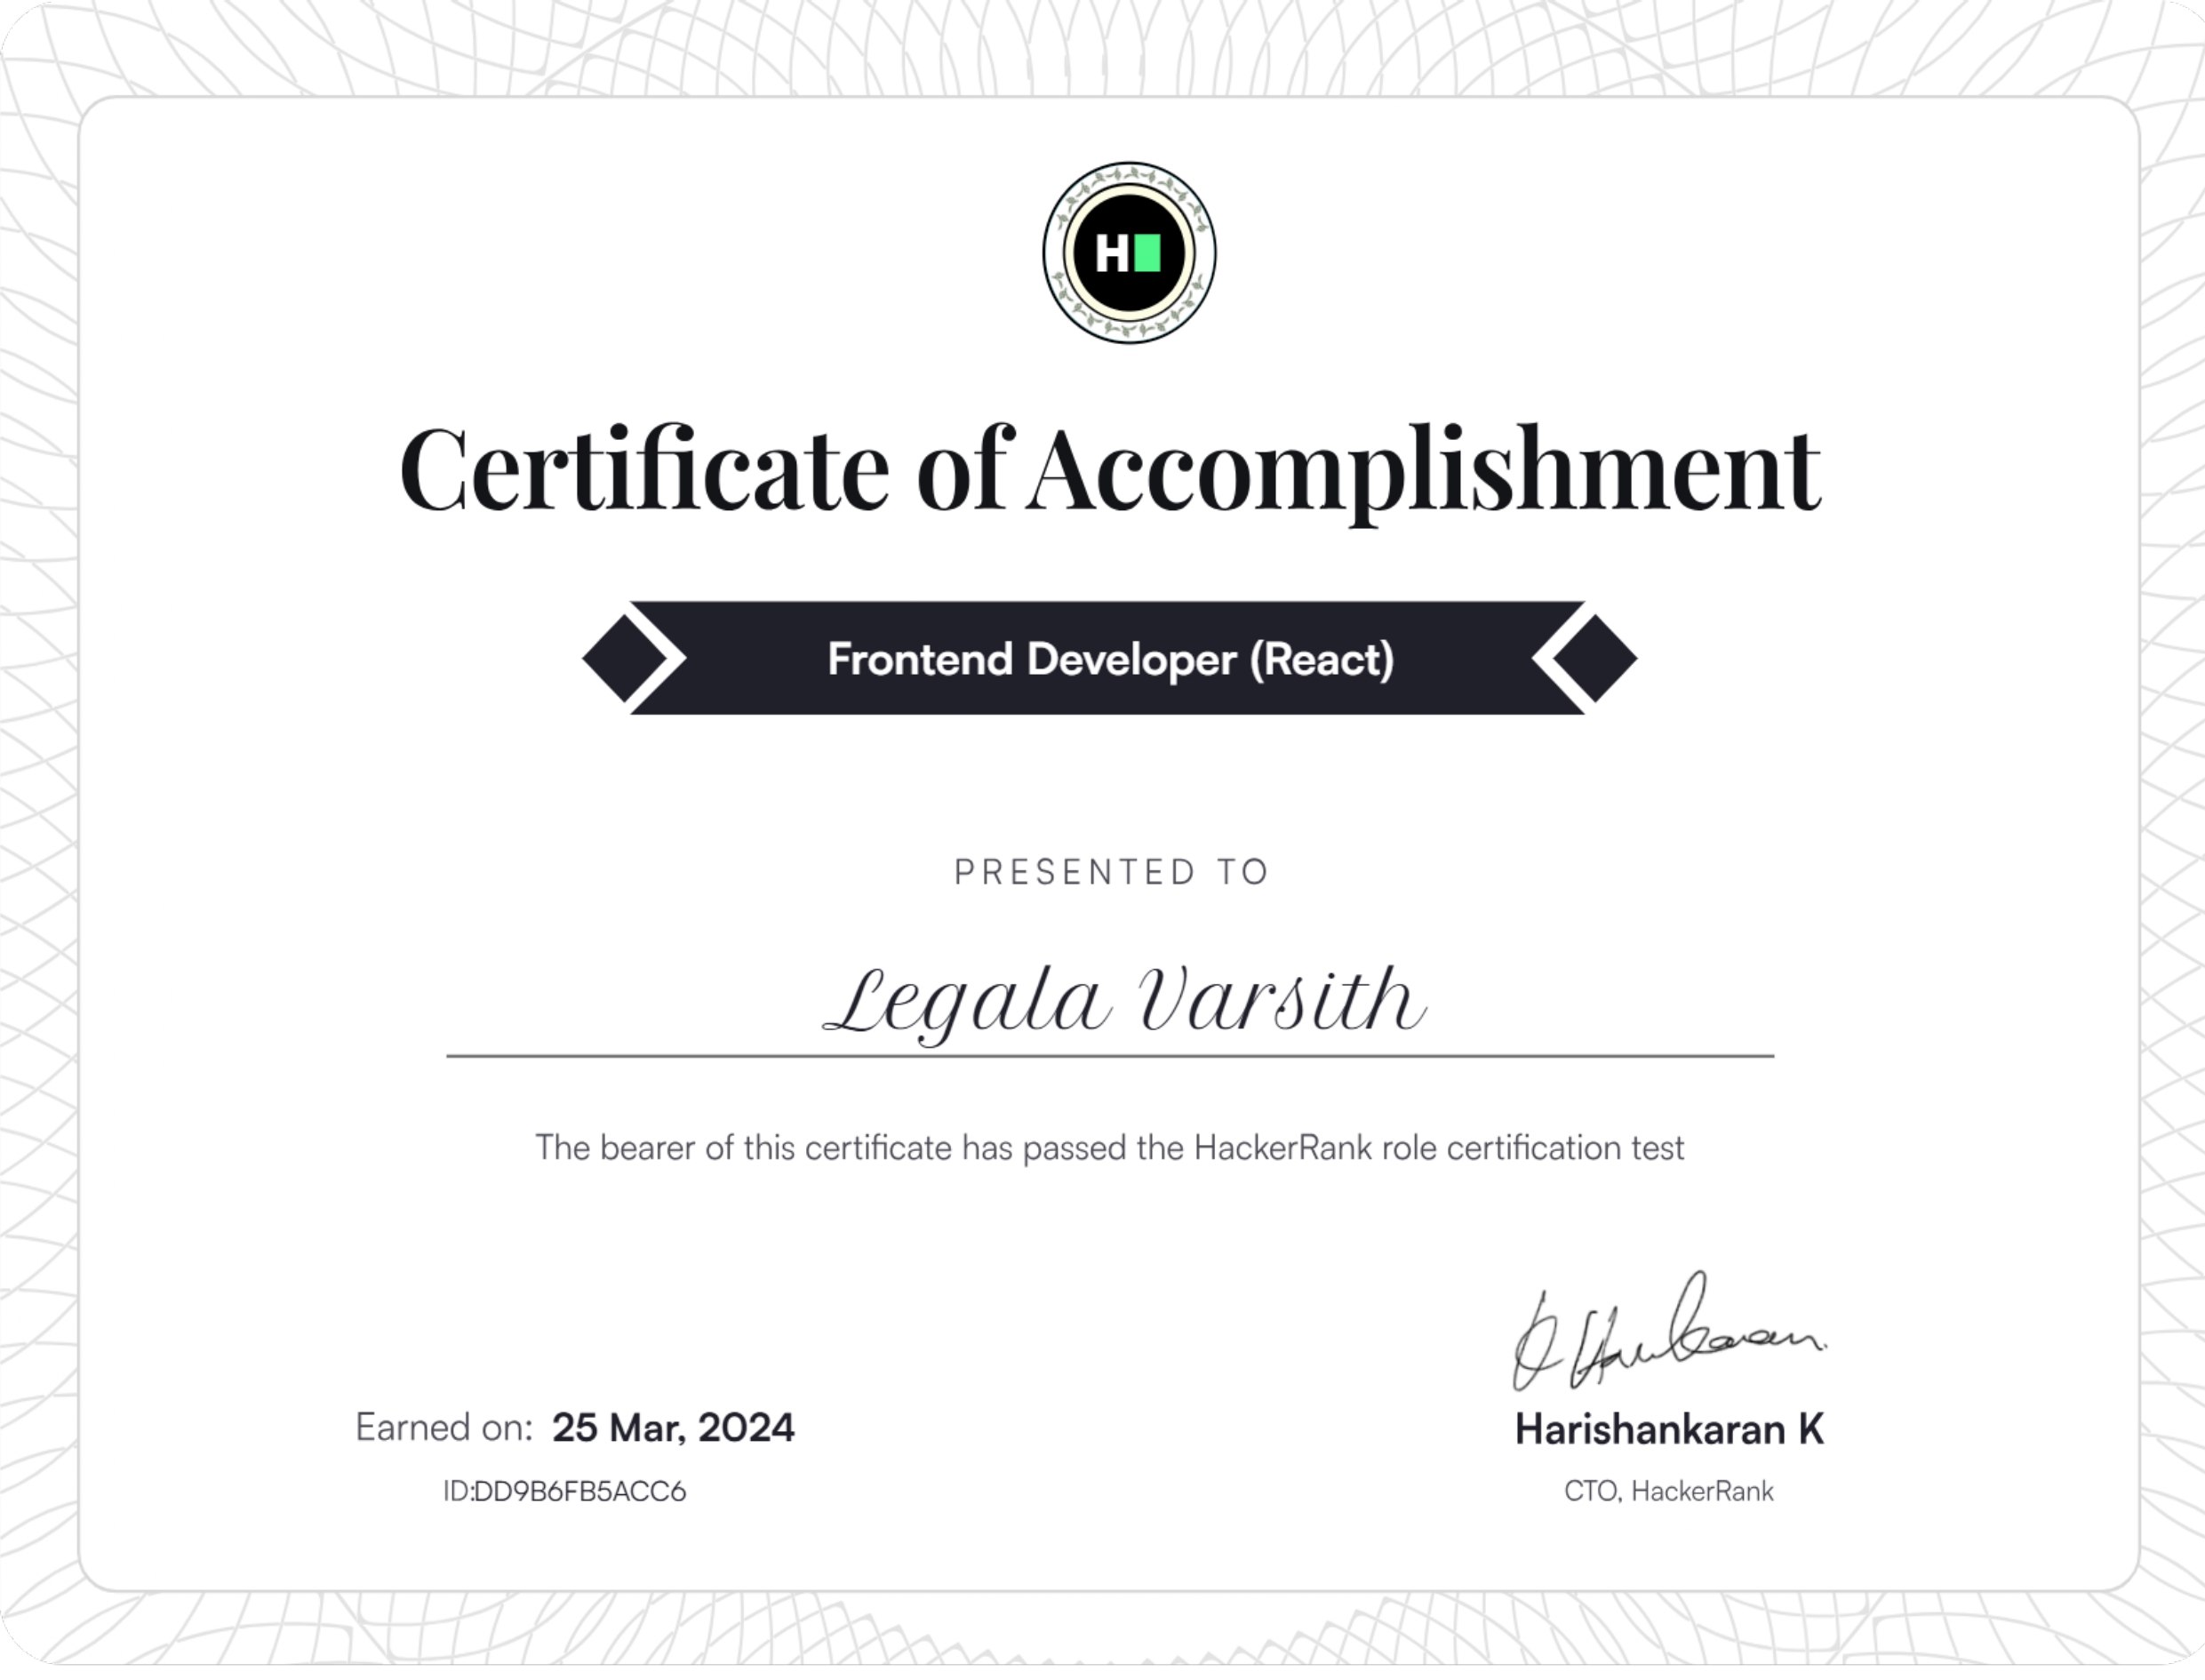 H
Certificate of Accomplishment
Frontend Developer (React)
PRESENTED TO
Legala Varsith
The bearer of this certificate has passed the HackerRank role certification test
Earned on: 25 Mar, 2024
ID:DD9B6FB5ACC6
Harishankaran K
CTO, HackerRank